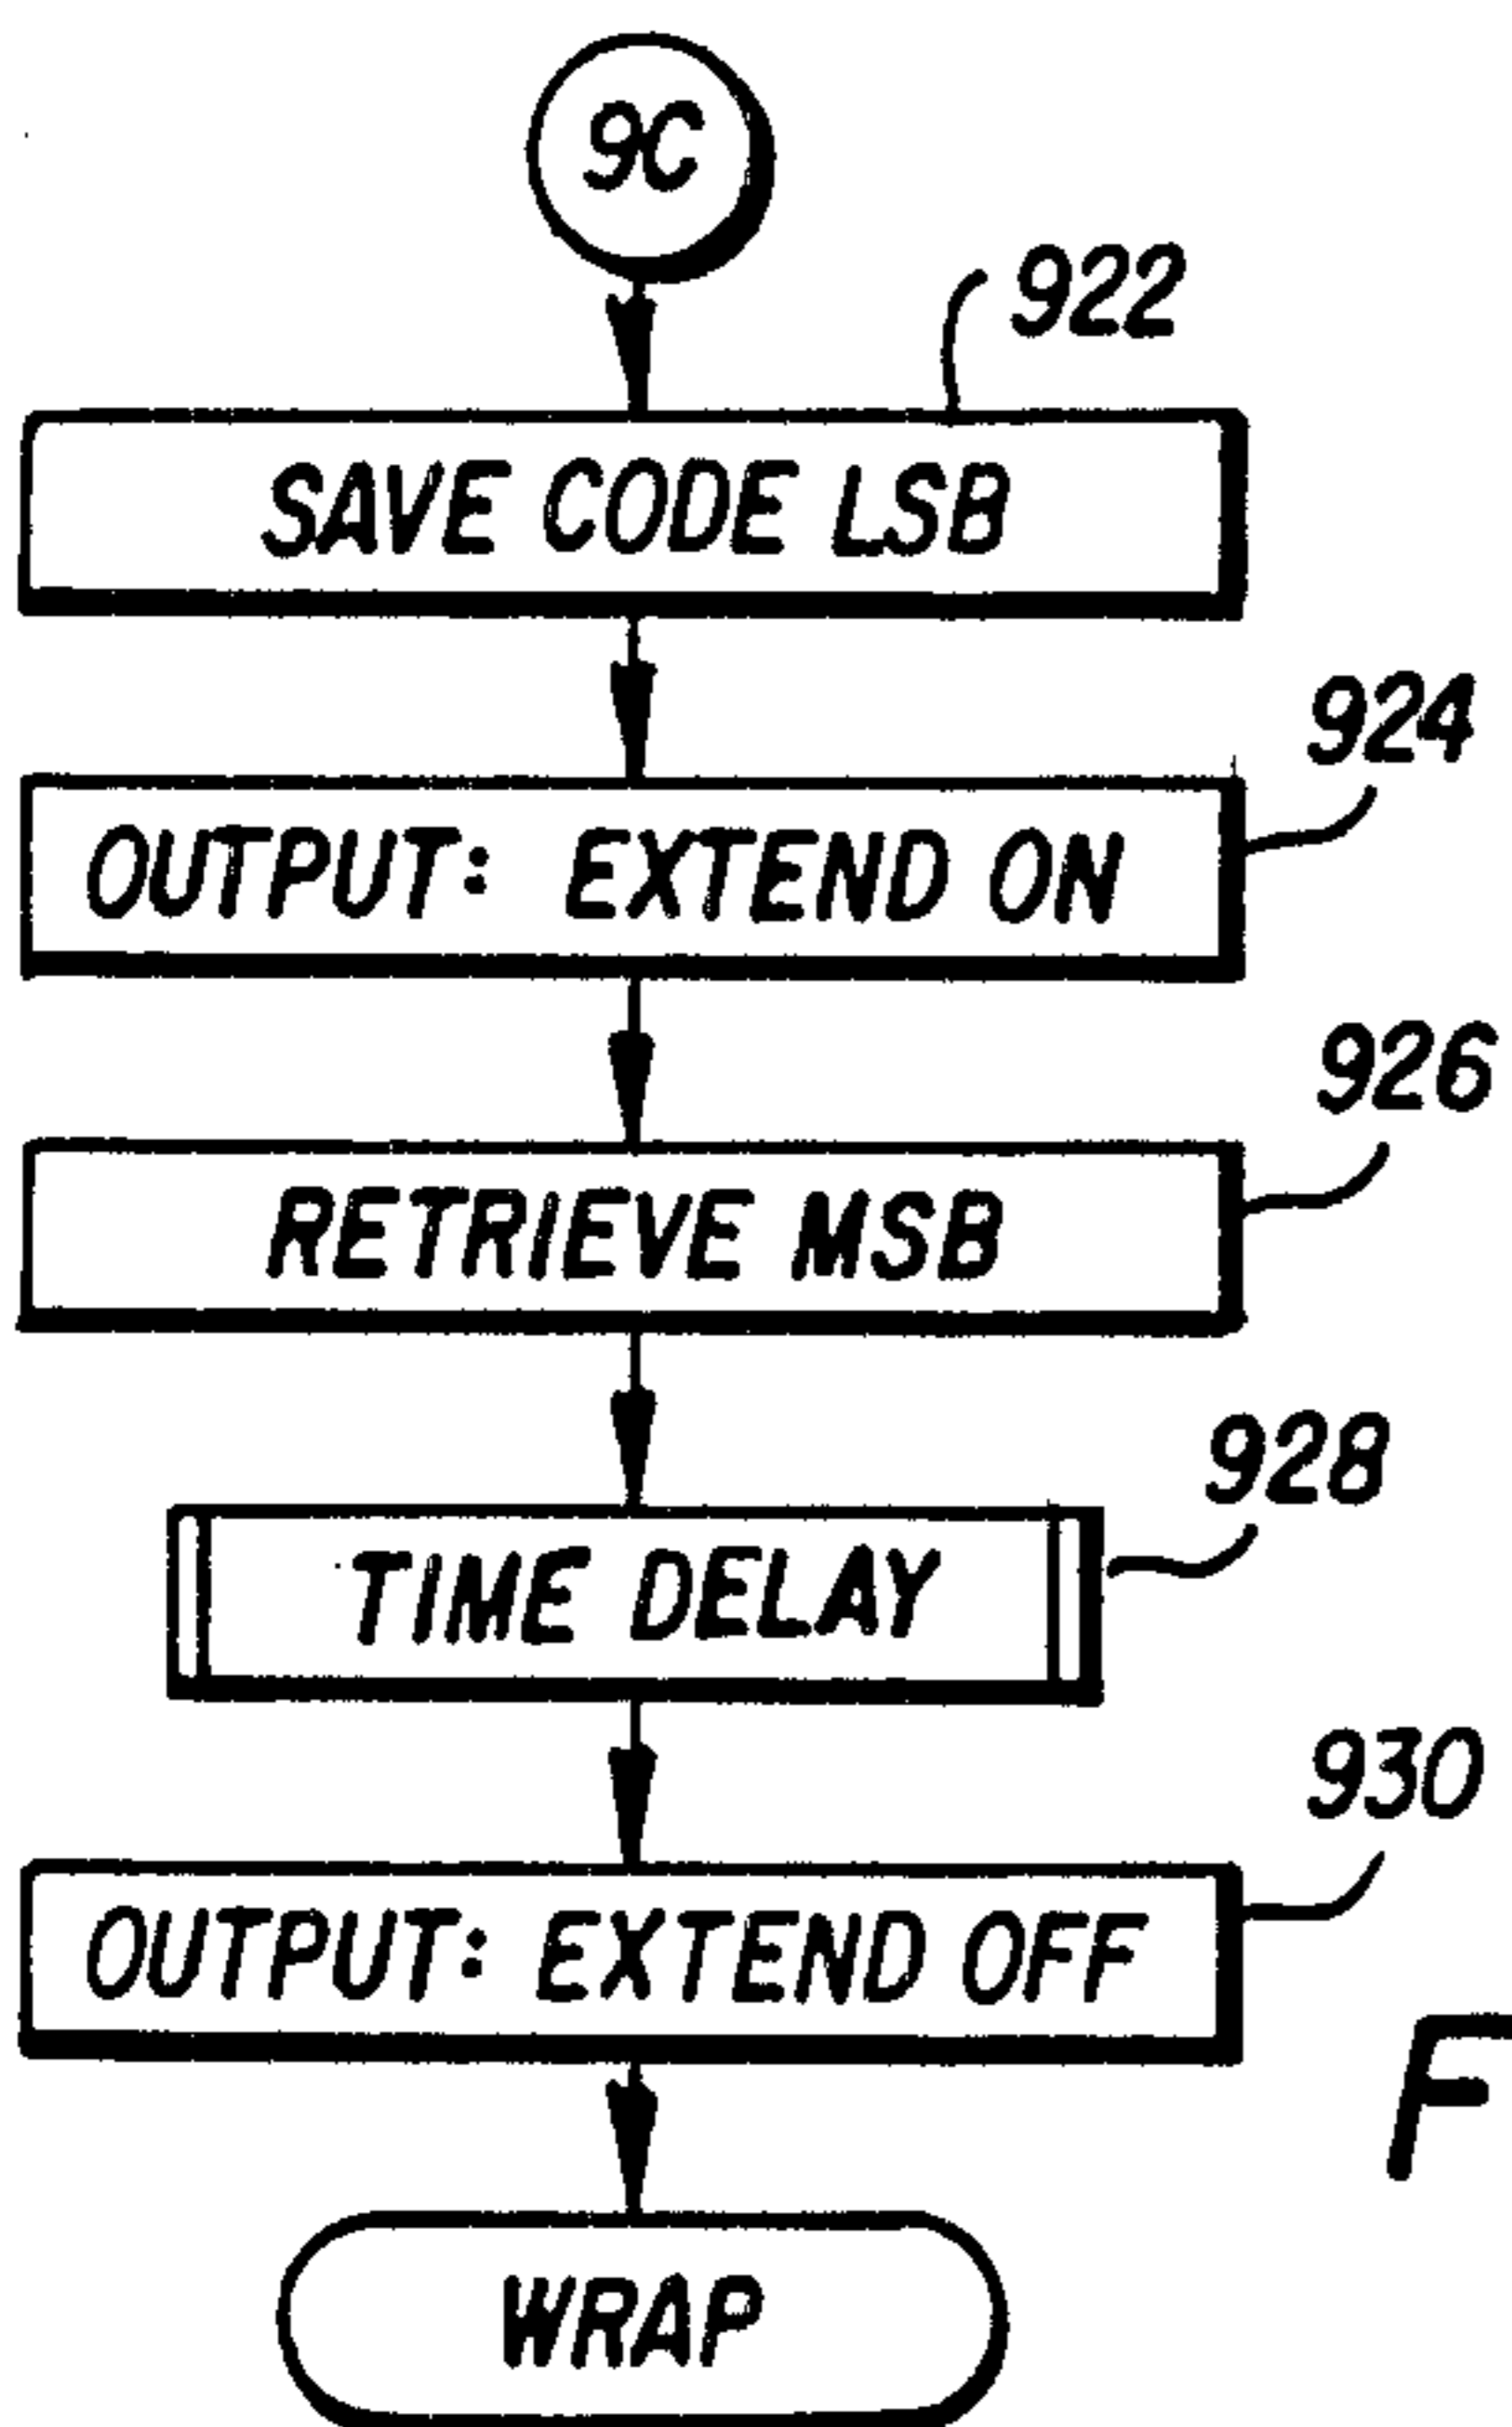 9C
922
SAVE CODE LSB
924
OUTPUT: EXTEND ON
926
RETRIEVE MSB
928
TIME DELAY
930
OUTPUT: EXTEND OFF
F
WRAP